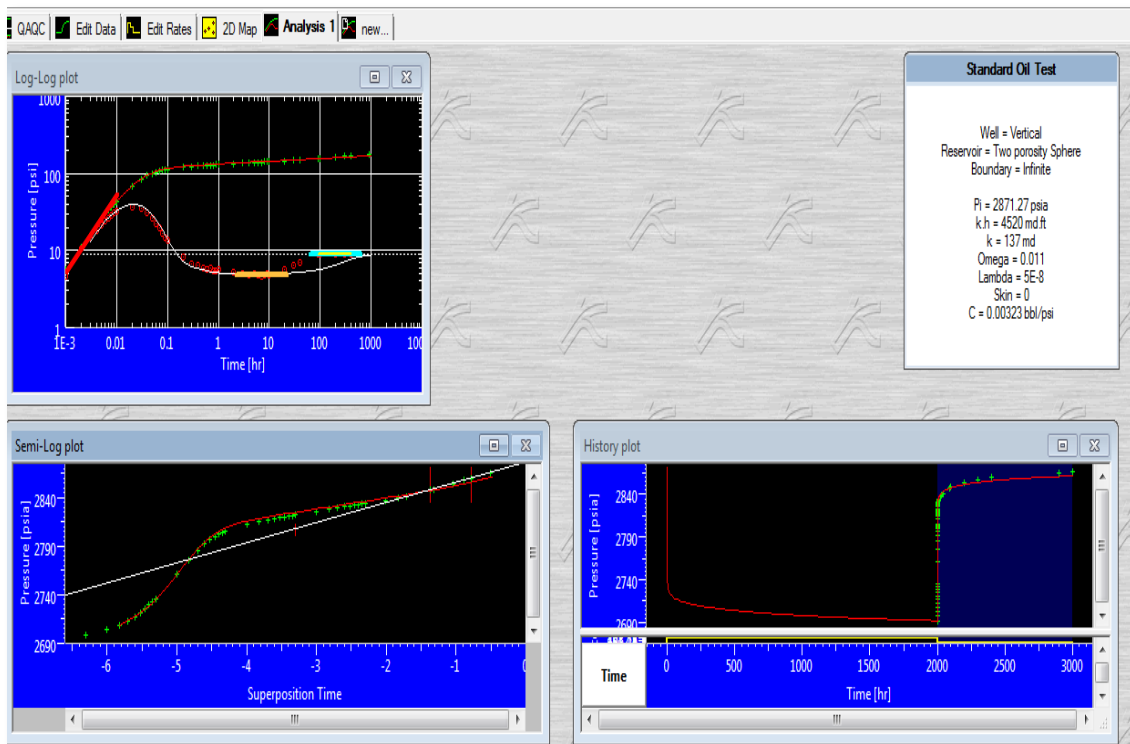 QAQC Edit Data Edit Rates 2D Map Analysis 1 new...
Log-Log plot
1000
100
10
1
Pressure [psi]
1E-3 0.01 0.1 1 10 100 1000 100
Time [hr]
Standard Oil Test
Well = Vertical
Reservoir = Two porosity Sphere
Boundary = Infinite
Pi = 2871.27 psia
k.h = 4520 md.ft
k = 137 md
Omega = 0.011
Lambda = 5E-8
Skin = 0
C = 0.00323 bbl/psi
Semi-Log plot
2840
2790
2740
2690
Pressure [psia]
-6 -5 -4 -3 -2 -1 0
Superposition Time
History plot
2840
2790
2740
2690
Pressure [psia]
Time
0 500 1000 1500 2000 2500 3000
Time [hr]